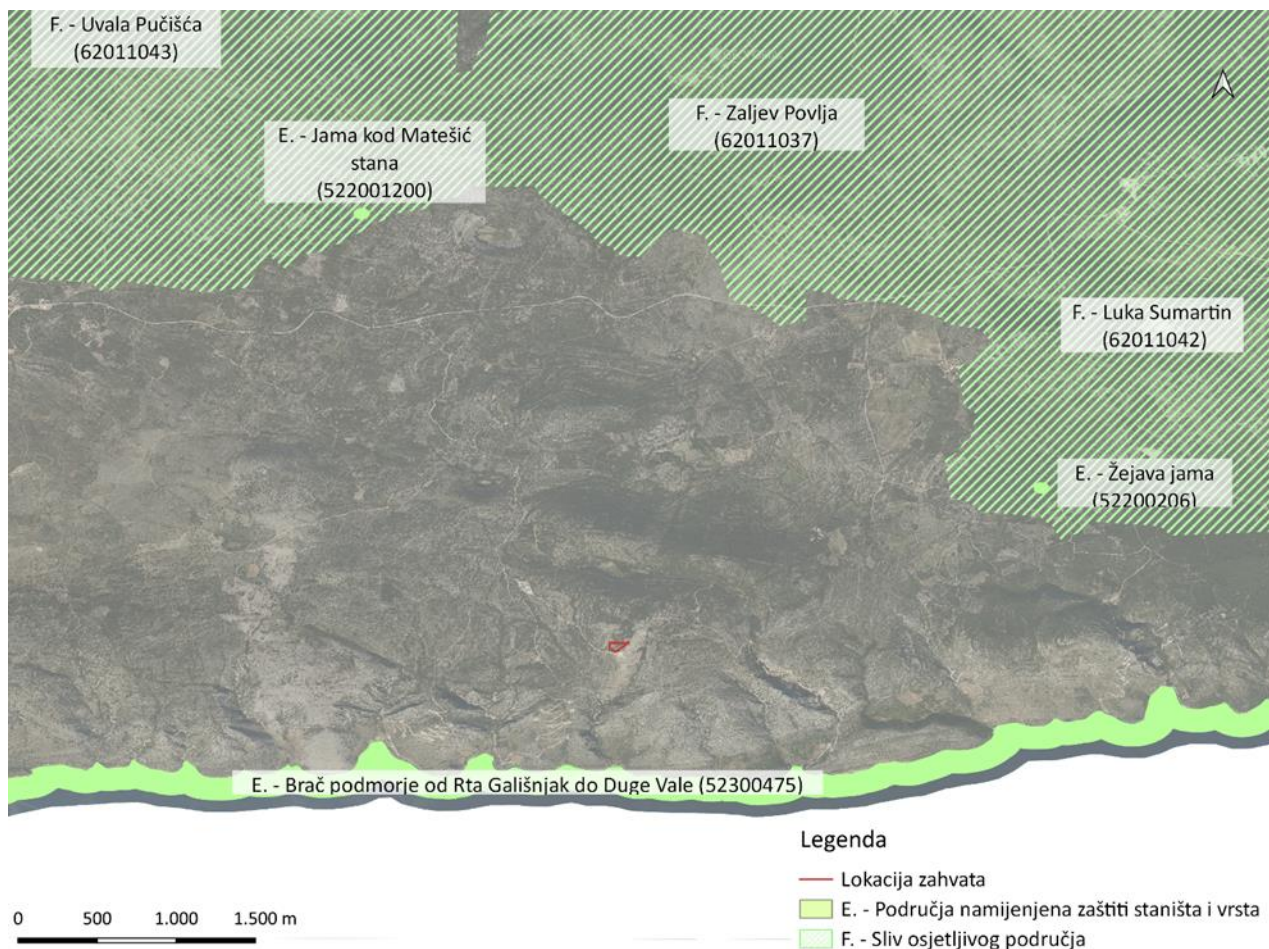 F. - Uvala Pučišća
(62011043)
F. - Zaljev Povlja
(62011037)
E. - Jama kod Matešić
stana
(522001200)
F. - Luka Sumartin
(62011042)
E. - Žejava jama
(52200206)
E. - Brač podmorje od Rta Gališnjak do Duge Vale (52300475)
Legenda
Lokacija zahvata
E. - Područja namijenjena zaštiti staništa i vrsta
F. - Sliv osjetljivog područja
0 500 1.000 1.500 m